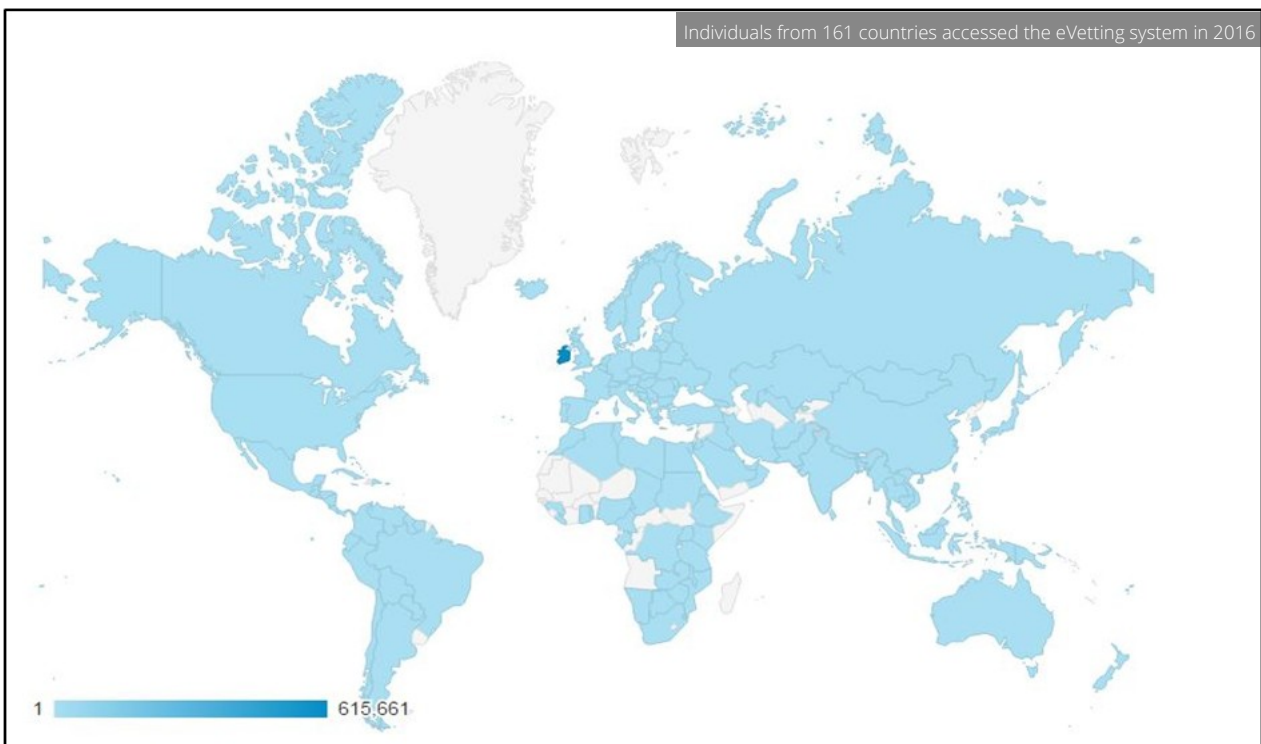 Individuals from 161 countries accessed the eVetting system in 2016
1 615,661